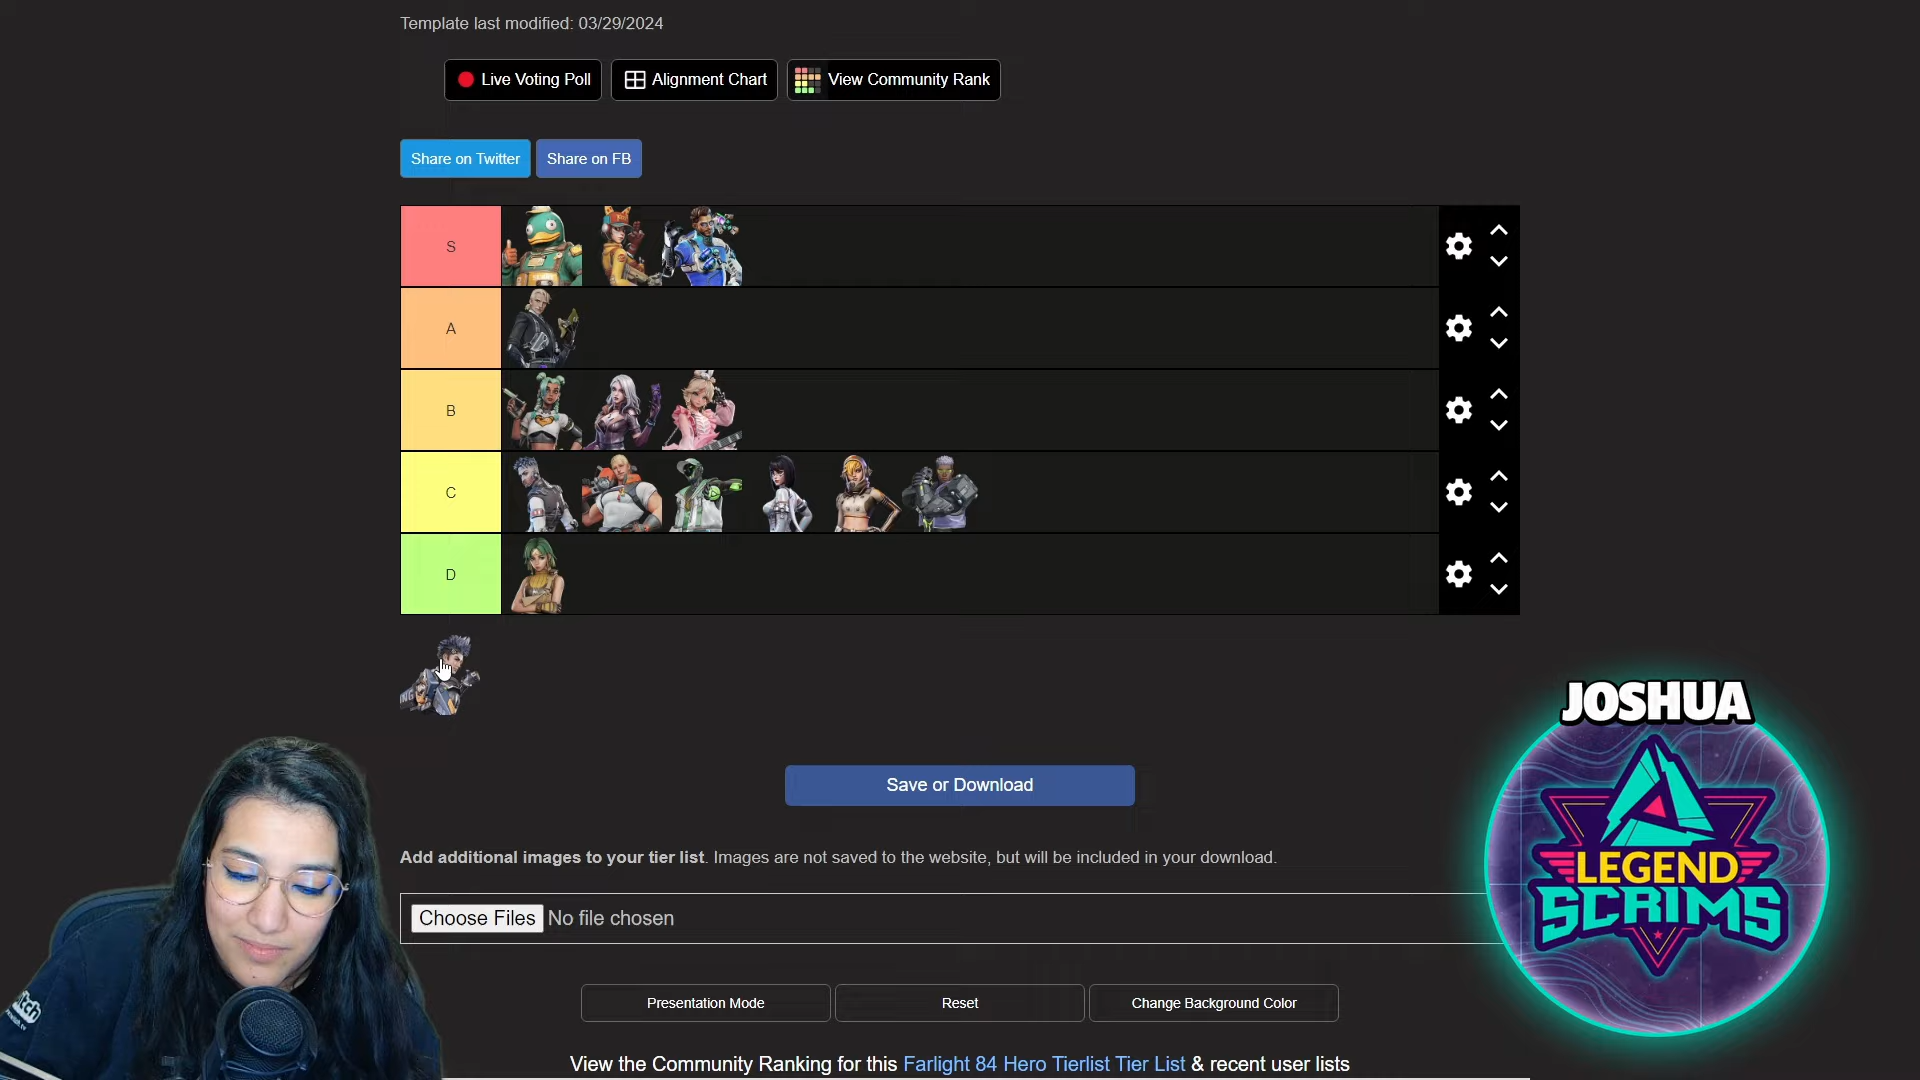 Template last modified: 03/29/2024
Live Voting Poll Alignment Chart View Community Rank
Share on Twitter Share on FB
S
A
B
C
D
JOSHUA
LEGEND
SCRIMS
Save or Download
Add additional images to your tier list. Images are not saved to the website, but will be included in your download.
Choose Files No file chosen
Presentation Mode Reset Change Background Color
View the Community Ranking for this Farlight 84 Hero Tierlist Tier List & recent user lists